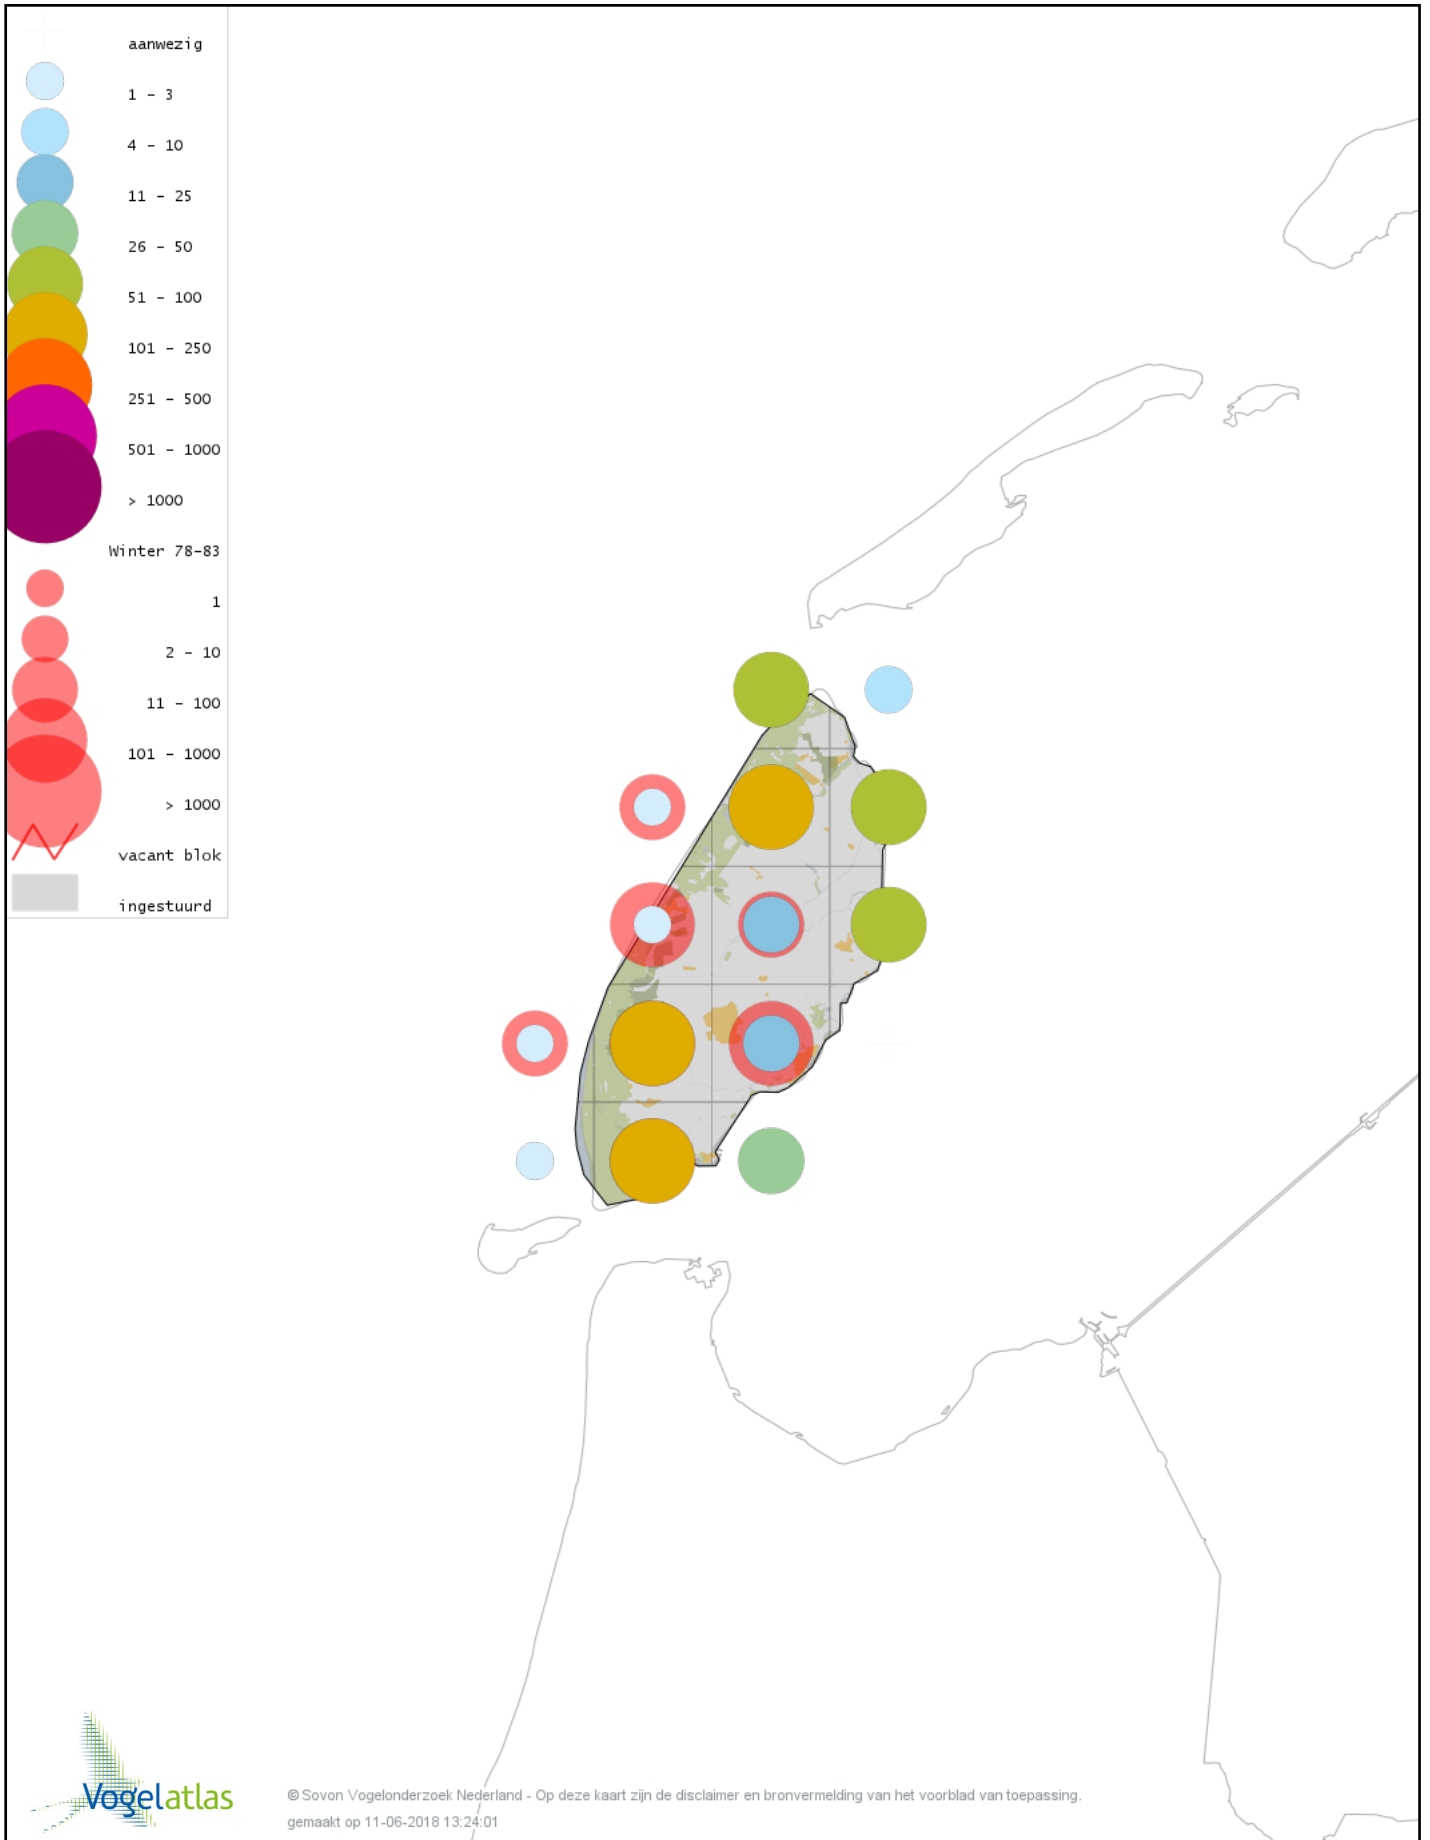 aanwezig
1 - 3
4 - 10
11 - 25
26 - 50
51 - 100
101 - 250
251 - 500
501 - 1000
> 1000
Winter 78-83
1
2 - 10
11 - 100
101 - 1000
> 1000
vacant blok
ingestuurd
Vogelatlas
© Sovon Vogelonderzoek Nederland - Op deze kaart zijn de disclaimer en bronvermelding van het voorblad van toepassing.
gemaakt op 11-06-2018 13:24:01